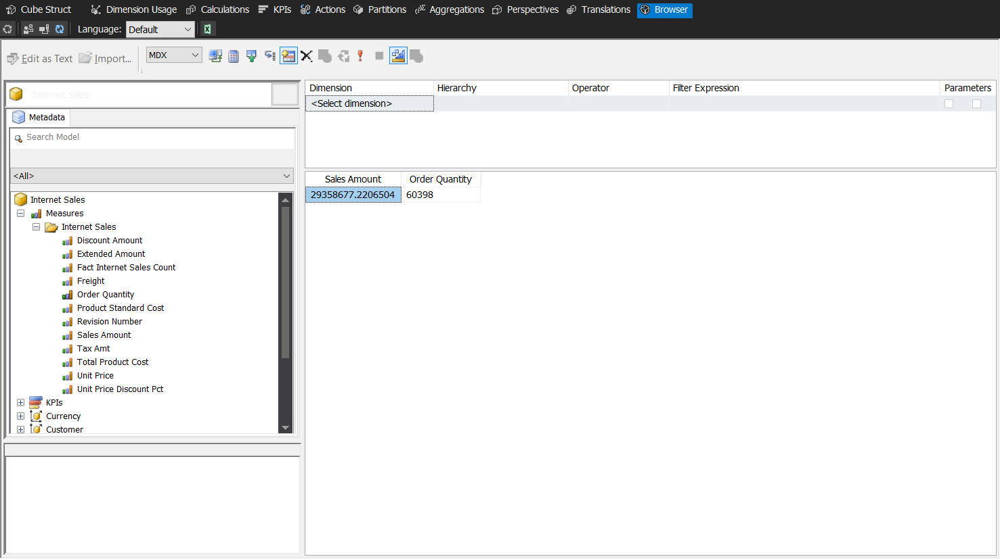 Cube Struct Dimension Usage Calculations KPIs Actions Partitions Aggregations Perspectives Translations Browser
Language: Default
Edit as Text Import... MDX
Internet Sales
Metadata
Search Model
<All>
Internet Sales
Measures
Internet Sales
Discount Amount
Extended Amount
Fact Internet Sales Count
Freight
Order Quantity
Product Standard Cost
Revision Number
Sales Amount
Tax Amt
Total Product Cost
Unit Price
Unit Price Discount Pct
KPIs
Currency
Customer
Dimension Hierarchy Operator Filter Expression Parameters
<Select dimension>
Sales Amount Order Quantity
29358677.2206504 60398